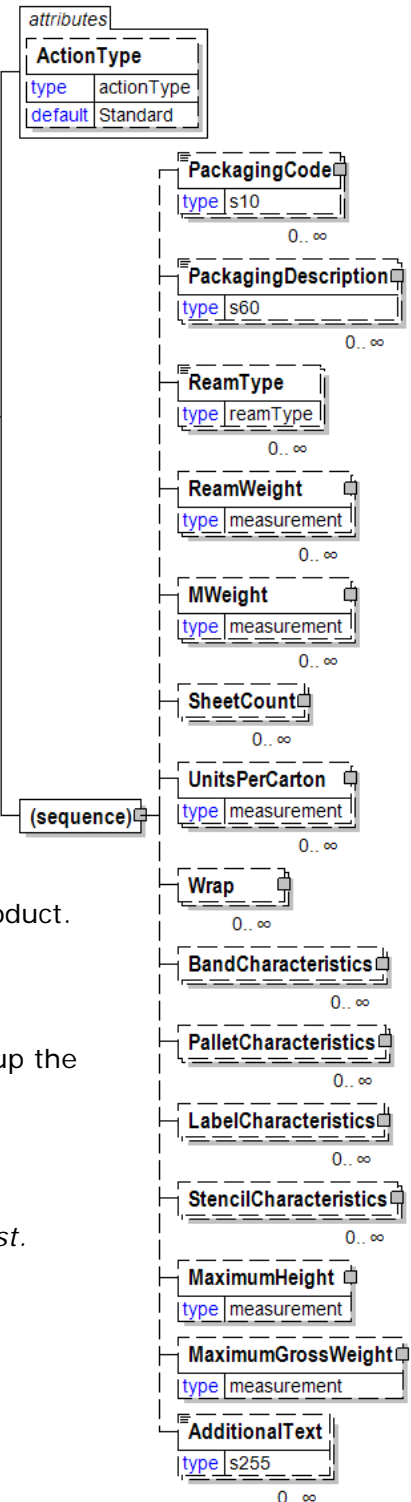 attributes
ActionType
type actionType
default Standard
PackagingCode
type s10
0.. ∞
PackagingDescription
type s60
0.. ∞
ReamType
type reamType
0.. ∞
ReamWeight
type measurement
0.. ∞
MWeight
type measurement
0.. ∞
SheetCount
0.. ∞
UnitsPerCarton
type measurement
0.. ∞
(sequence)
Wrap
0.. ∞
oduct.
BandCharacteristics
0.. ∞
PalletCharacteristics
up the
0.. ∞
LabelCharacteristics
0.. ∞
StencilCharacteristics
st.
0.. ∞
MaximumHeight
type measurement
MaximumGrossWeight
type measurement
AdditionalText
type s255
0 ∞